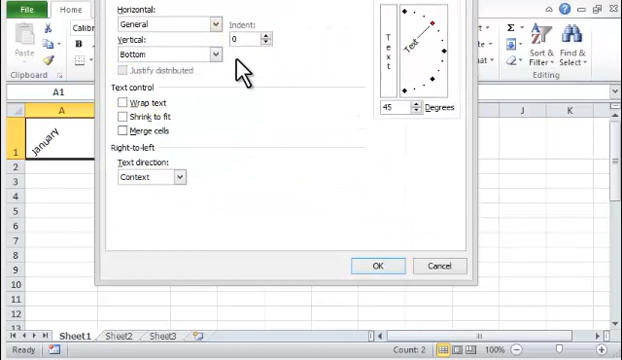 File Home
Paste
Calib
B
Σ
Sort & Find &
Filter Select
Clipboard Editing
A1
A J K L
1 January
2
3
4
5
6
7
8
9
10
11
12
13
Horizontal:
General Indent:
Vertical: 0
Bottom
Justify distributed
Text control
Wrap text
Shrink to fit
Merge cells
Right-to-left
Text direction:
Context
Text
Text
45 Degrees
OK Cancel
Sheet1 Sheet2 Sheet3
Ready Count: 2 100%